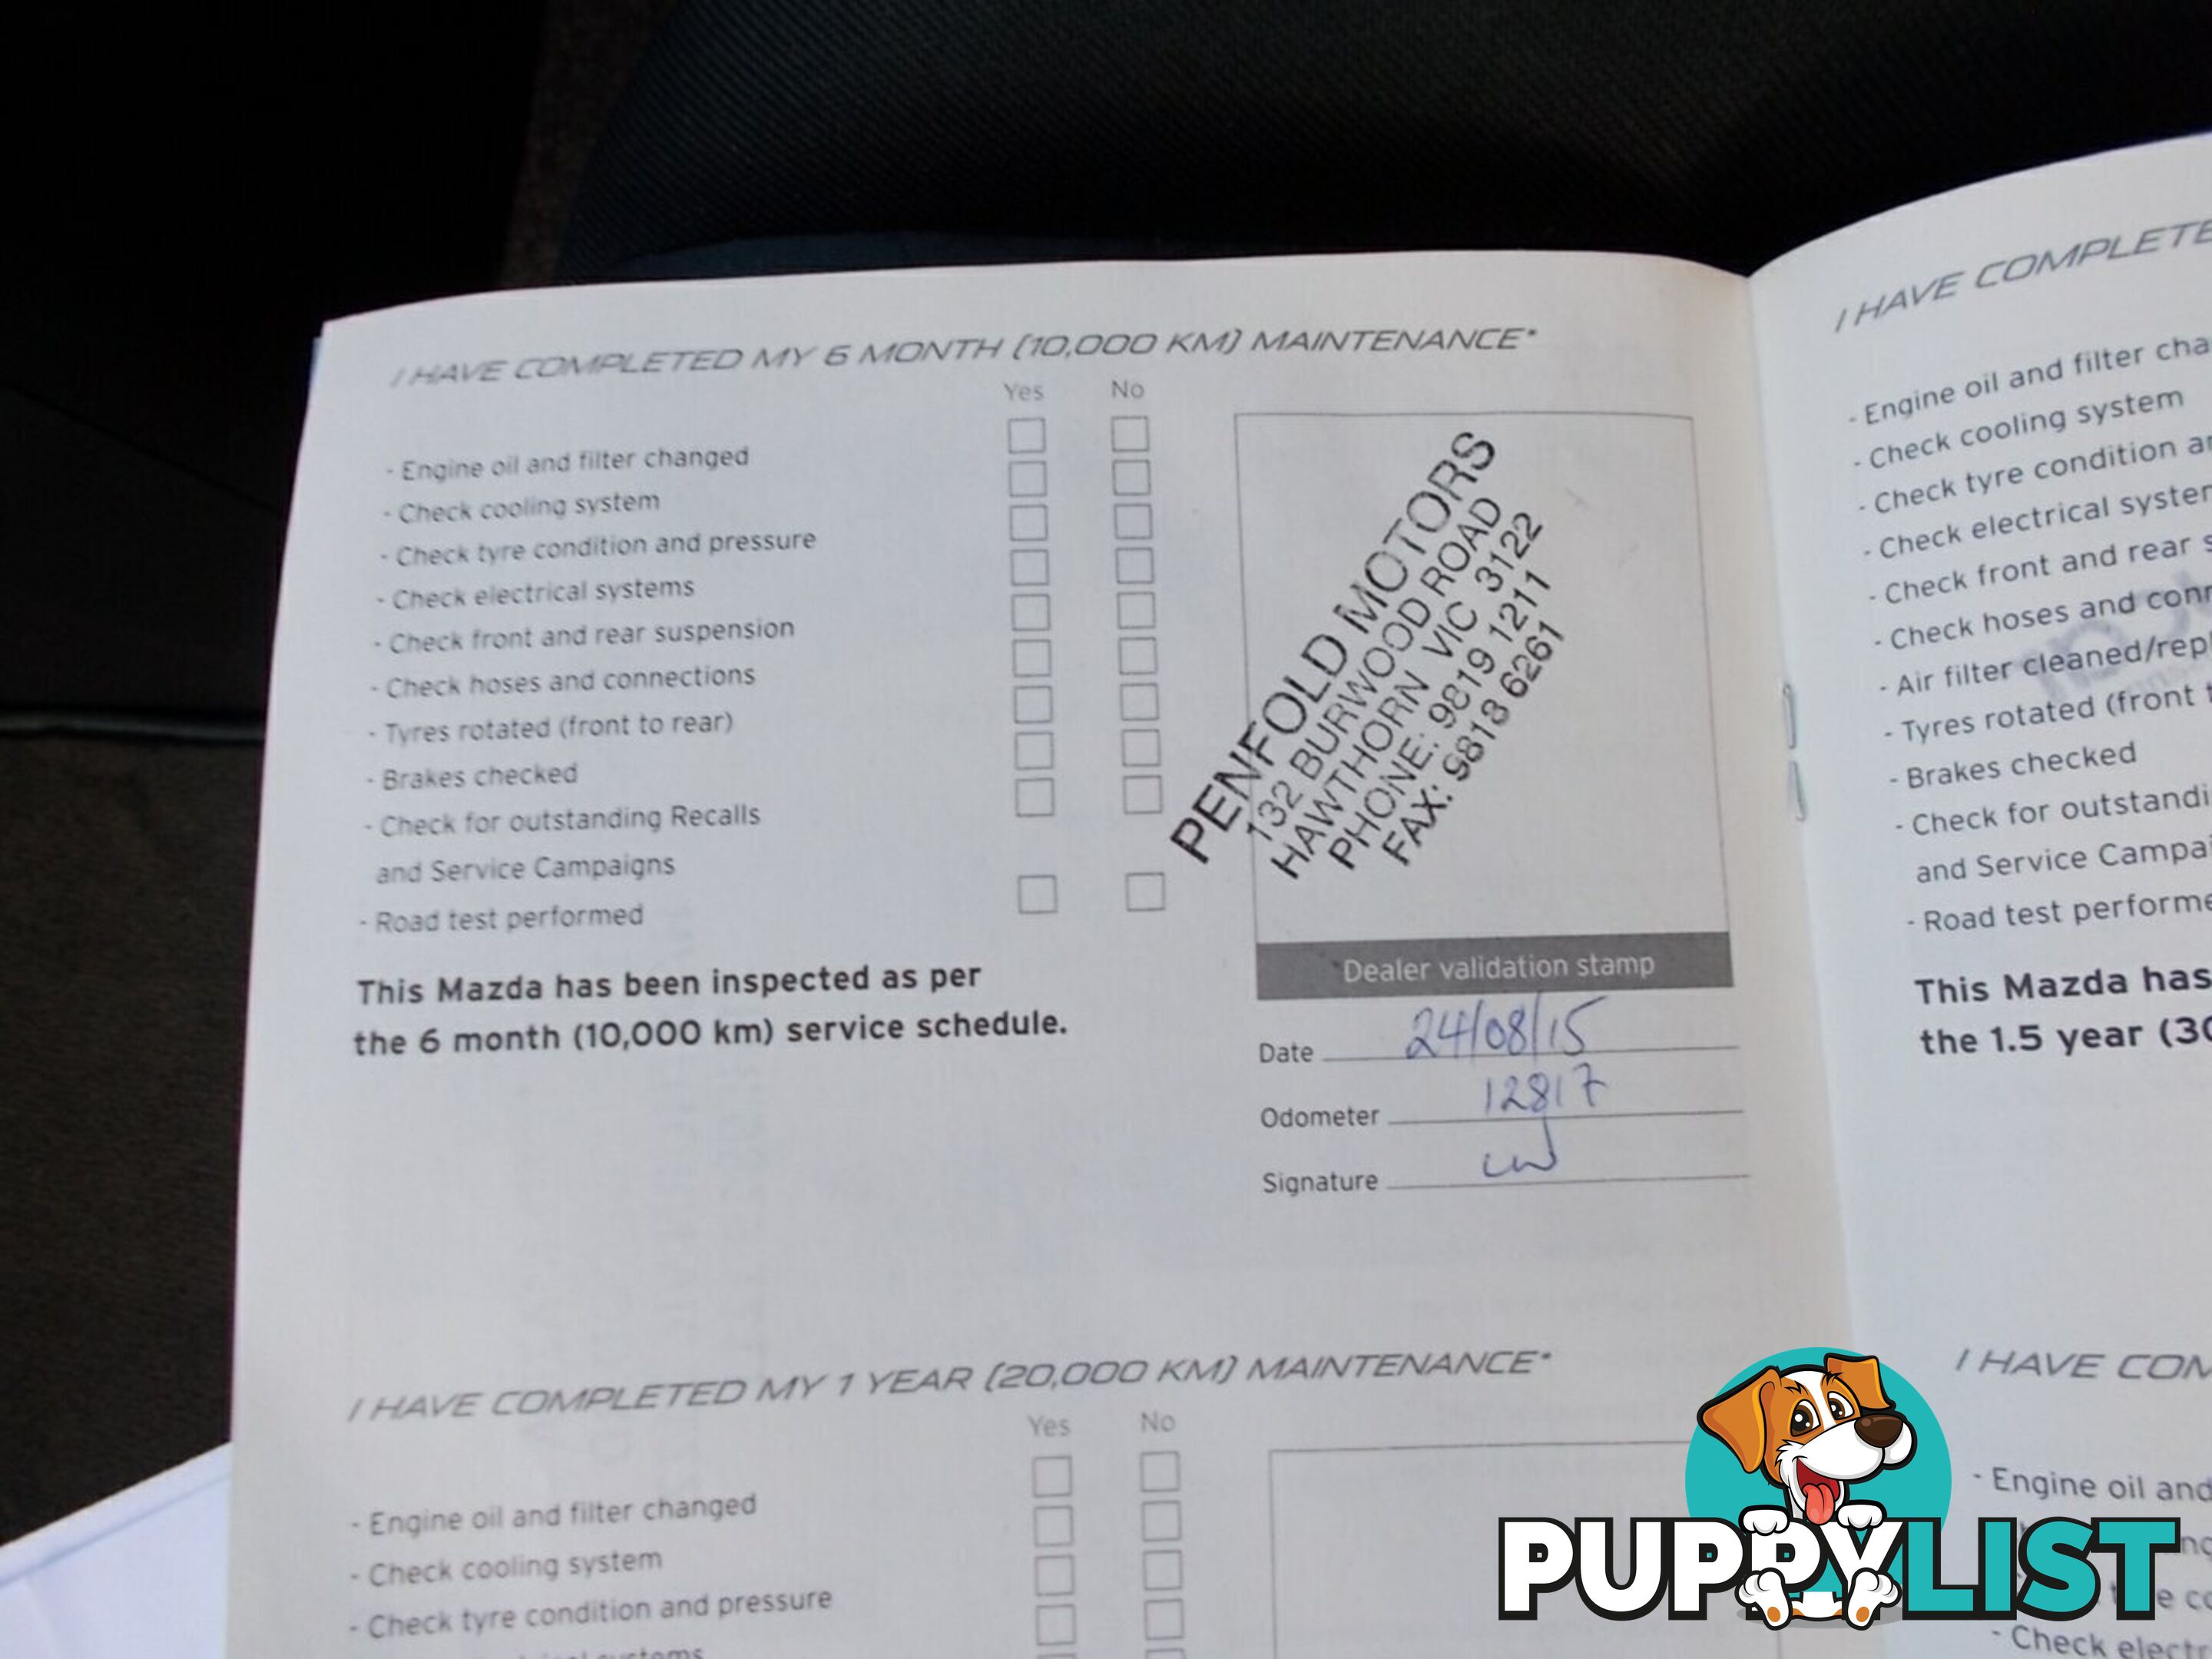 I HAVE COMPLETED MY 6 MONTH (10,000 KM) MAINTENANCE*
Yes No
- Engine oil and filter changed
- Check cooling system
- Check tyre condition and pressure
- Check electrical systems
- Check front and rear suspension
- Check hoses and connections
- Tyres rotated (front to rear)
- Brakes checked
- Check for outstanding Recalls
and Service Campaigns
- Road test performed
This Mazda has been inspected as per
the 6 month (10,000 km) service schedule.
PENFOLD MOTORS
132 BURWOOD ROAD
HAWTHORN VIC 3122
PHONE: 9819 1211
FAX: 9818 6261
Dealer validation stamp
Date 24/08/15
Odometer 12817
Signature
I HAVE COMPLETED MY 1 YEAR (20,000 KM) MAINTENANCE*
Yes No
- Engine oil and filter changed
- Check cooling system
- Check tyre condition and pressure
I HAVE COMPLETE
- Engine oil and filter cha
- Check cooling system
- Check tyre condition
- Check electrical
- Check front and rear
- Check hoses and
- Air filter cleaned/
- Tyres rotated (front
- Brakes checked
- Check for
and Service
- Road test
This Mazda has
the 1.5 year
I HAVE
- Engine oil and
- Check
PUPPYLIST